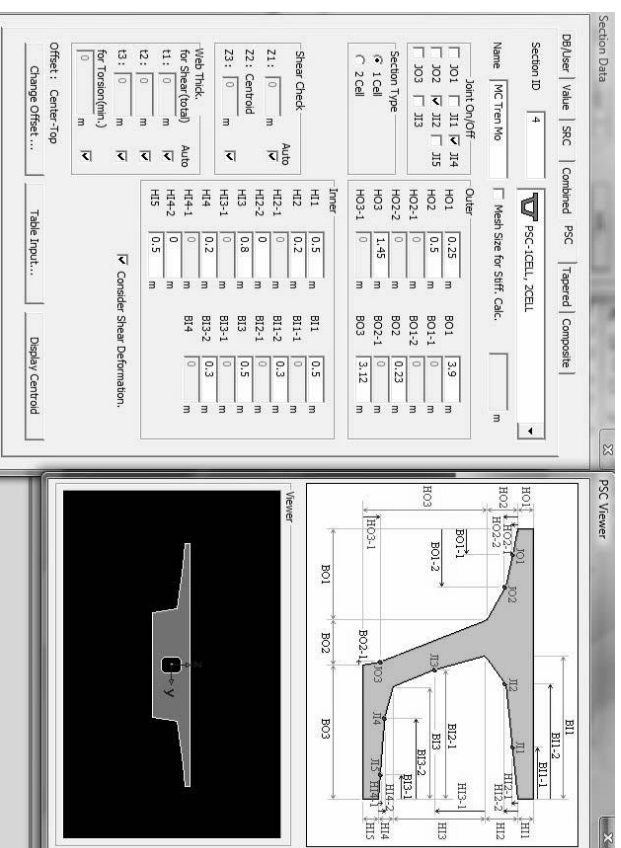 Section Data
DB/User Value SRC Combined PSC Tapered Composite
Section ID 4 PSC-1CELL, 2CELL
Name MC Tren Mo Mesh Size for Stiff. Calc. m
Joint On/Off
JO1 JI1 JI4
JO2 JI2 JI5
JO3 JI3
Section Type
1 Cell
2 Cell
Shear Check
Auto
Z1 : 0 m
Z2 : Centroid
Z3 : 0 m
Web Thick.
for Shear(total) Auto
t1 : 0 m
t2 : 0 m
t3 : 0 m
for Torsion(min.)
0 m
Outer
HO1 0.25 m BO1 3.9 m
HO2 0.5 m BO1-1 0 m
HO2-1 0 m BO1-2 0 m
HO2-2 0 m BO2 0.23 m
HO3 1.45 m BO2-1 0 m
HO3-1 0 m BO3 3.12 m
Inner
HI1 0.5 m BI1 0.5 m
HI2 0.2 m BI1-1 0 m
HI2-1 0 m BI1-2 0.3 m
HI2-2 0 m BI2-1 0 m
HI3 0.8 m BI3 0.5 m
HI3-1 0 m BI3-1 0 m
HI4 0.2 m BI3-2 0.3 m
HI4-1 0 m BI4 0 m
HI4-2 0 m
HI5 0.5 m
Consider Shear Deformation.
Offset : Center-Top
Change Offset ... Table Input... Display Centroid
PSC Viewer
HO1
HO2
HO2-1
HO2-2
HO3
HO3-1
JO1
JO2
JO3
BO1-1
BO1-2
BO1
BO2
BO2-1
BO3
BI1
BI1-2
BI1-1
JI2
JI1
JI3
JI4
JI5
BI2-1
BI3
BI3-2
BI3-1
HI1
HI2
HI2-1
HI2-2
HI3
HI3-1
HI4
HI4-1
HI4-2
HI5
Viewer
z
y